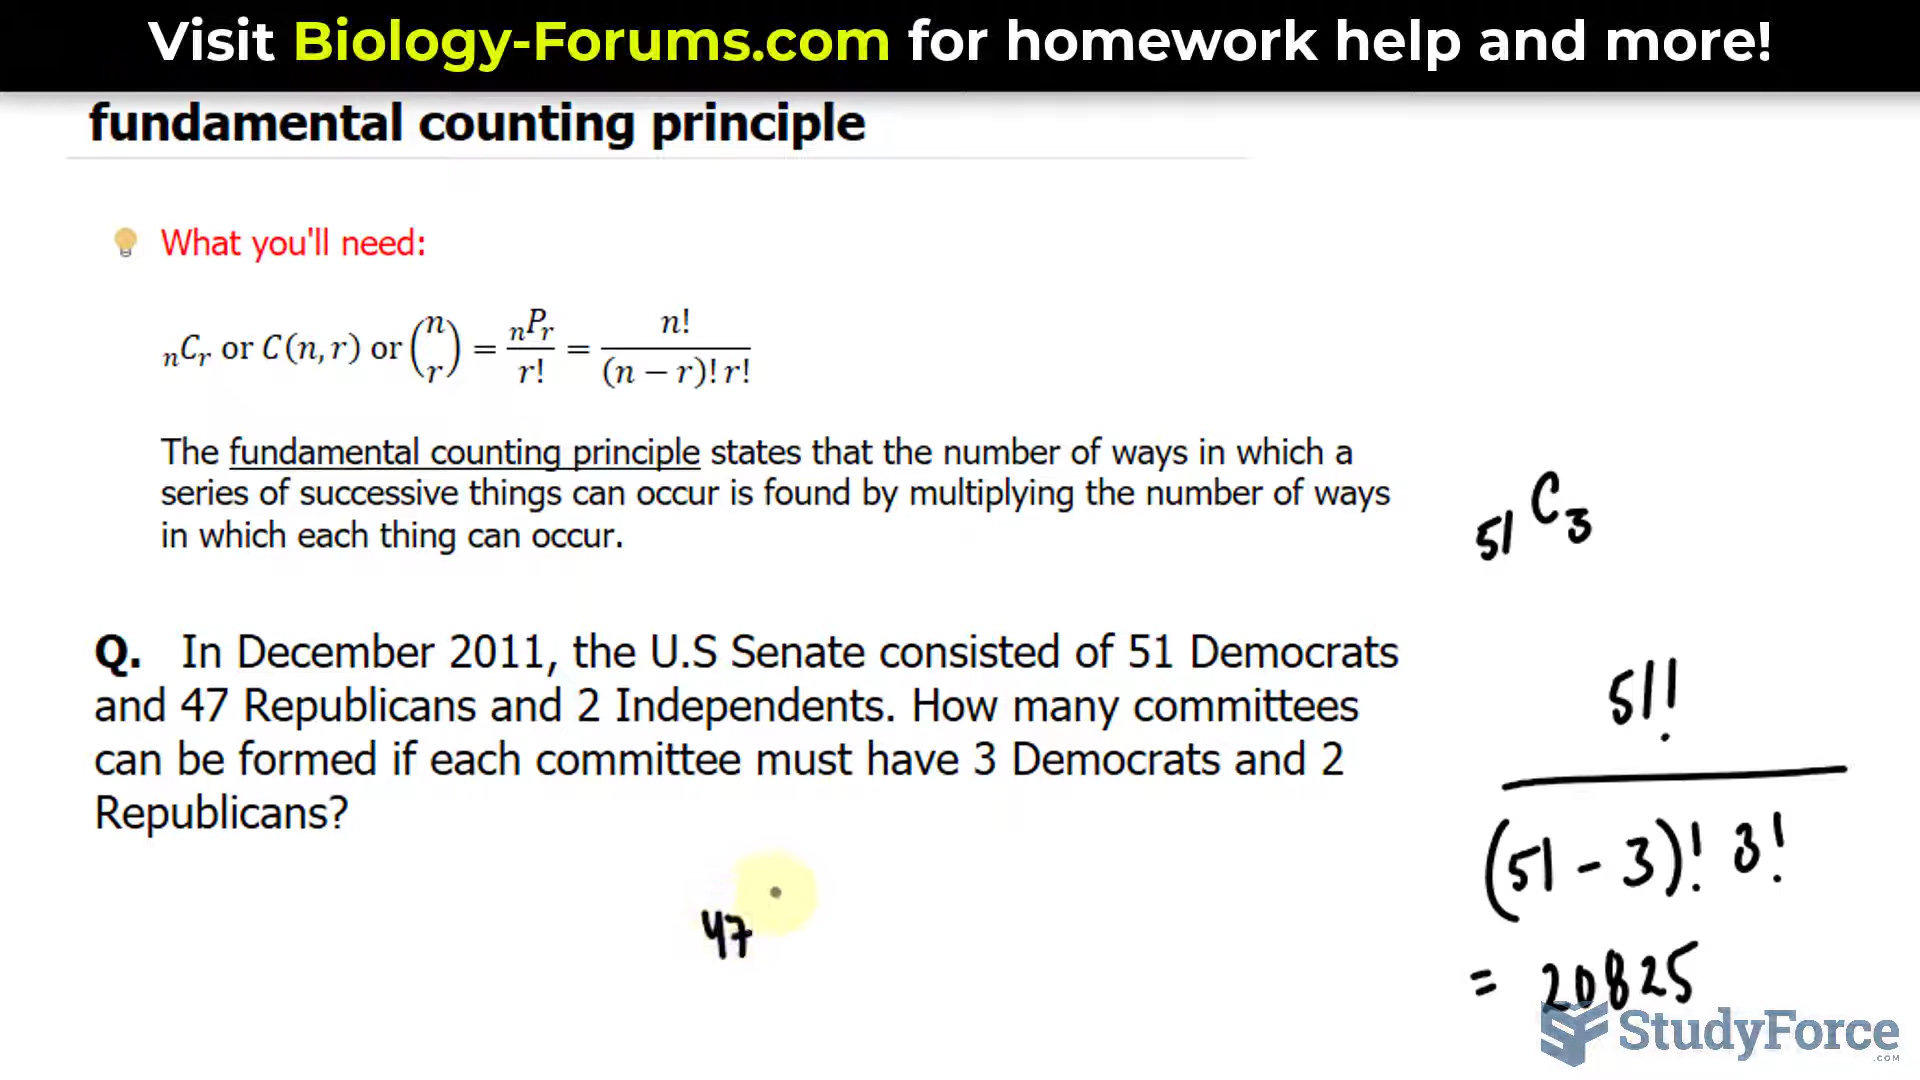 Visit Biology-Forums.com for homework help and more!
fundamental counting principle
What you'll need:
nCr or C(n, r) or (n r) = nPr / r! = n! / (n − r)! r!
The fundamental counting principle states that the number of ways in which a
series of successive things can occur is found by multiplying the number of ways
in which each thing can occur.
51 C 3
Q. In December 2011, the U.S Senate consisted of 51 Democrats
and 47 Republicans and 2 Independents. How many committees
can be formed if each committee must have 3 Democrats and 2
Republicans?
51!
(51 - 3)! 3!
= 20825
47
StudyForce
.COM